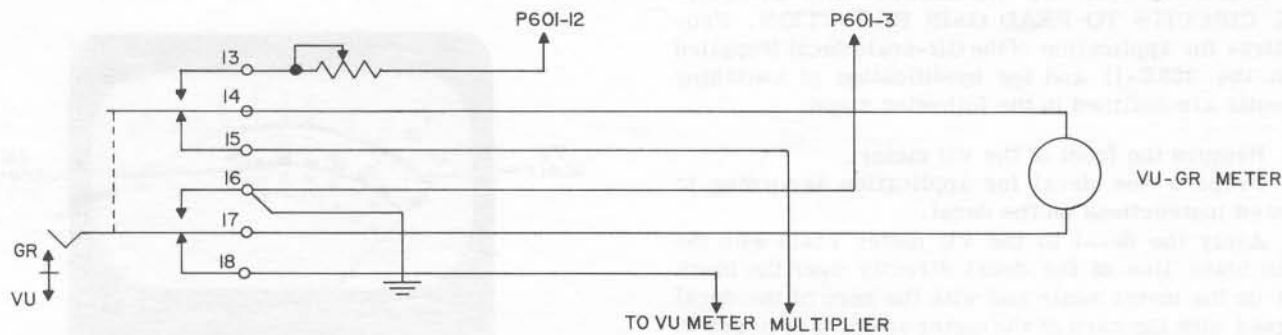 P601-12
P601-3
13
14
15
16
17
18
GR
VU
VU-GR METER
TO VU METER MULTIPLIER